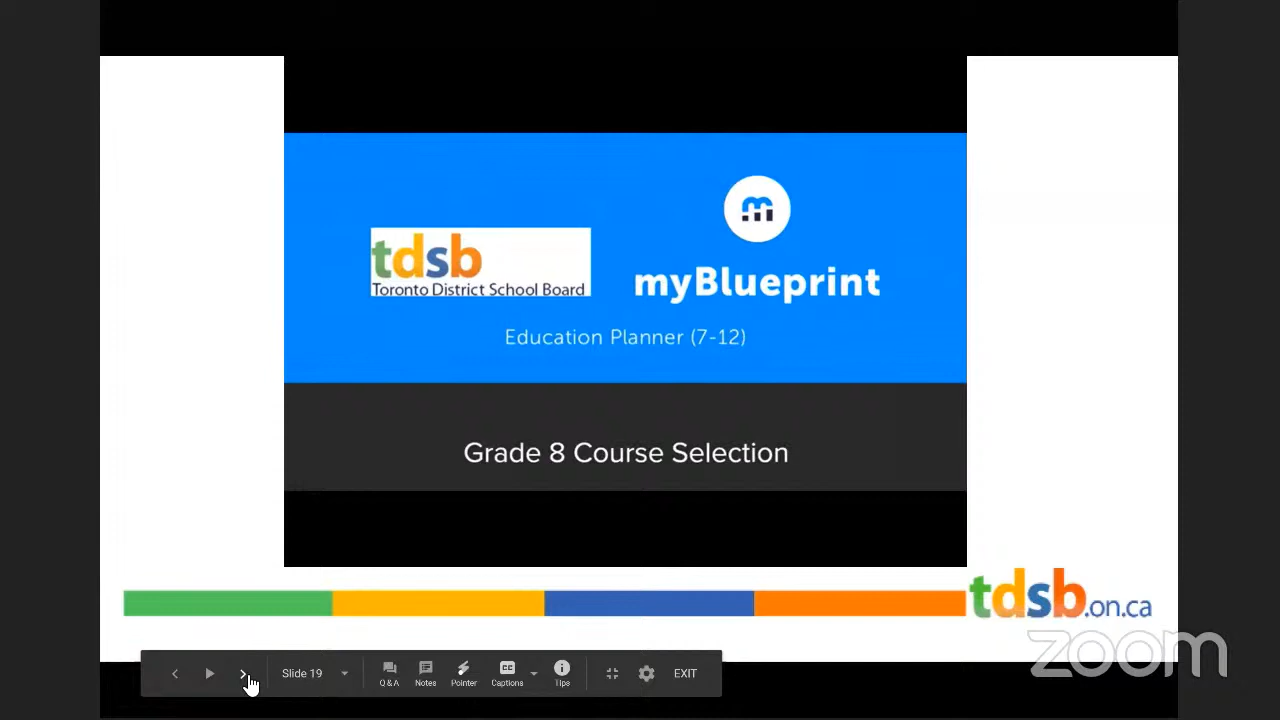 tdsb
Toronto District School Board
m
myBlueprint
Education Planner (7-12)
Grade 8 Course Selection
tdsb.on.ca
zoom
Slide 19
Q&A
Notes
Pointer
CC
Captions
Tips
EXIT